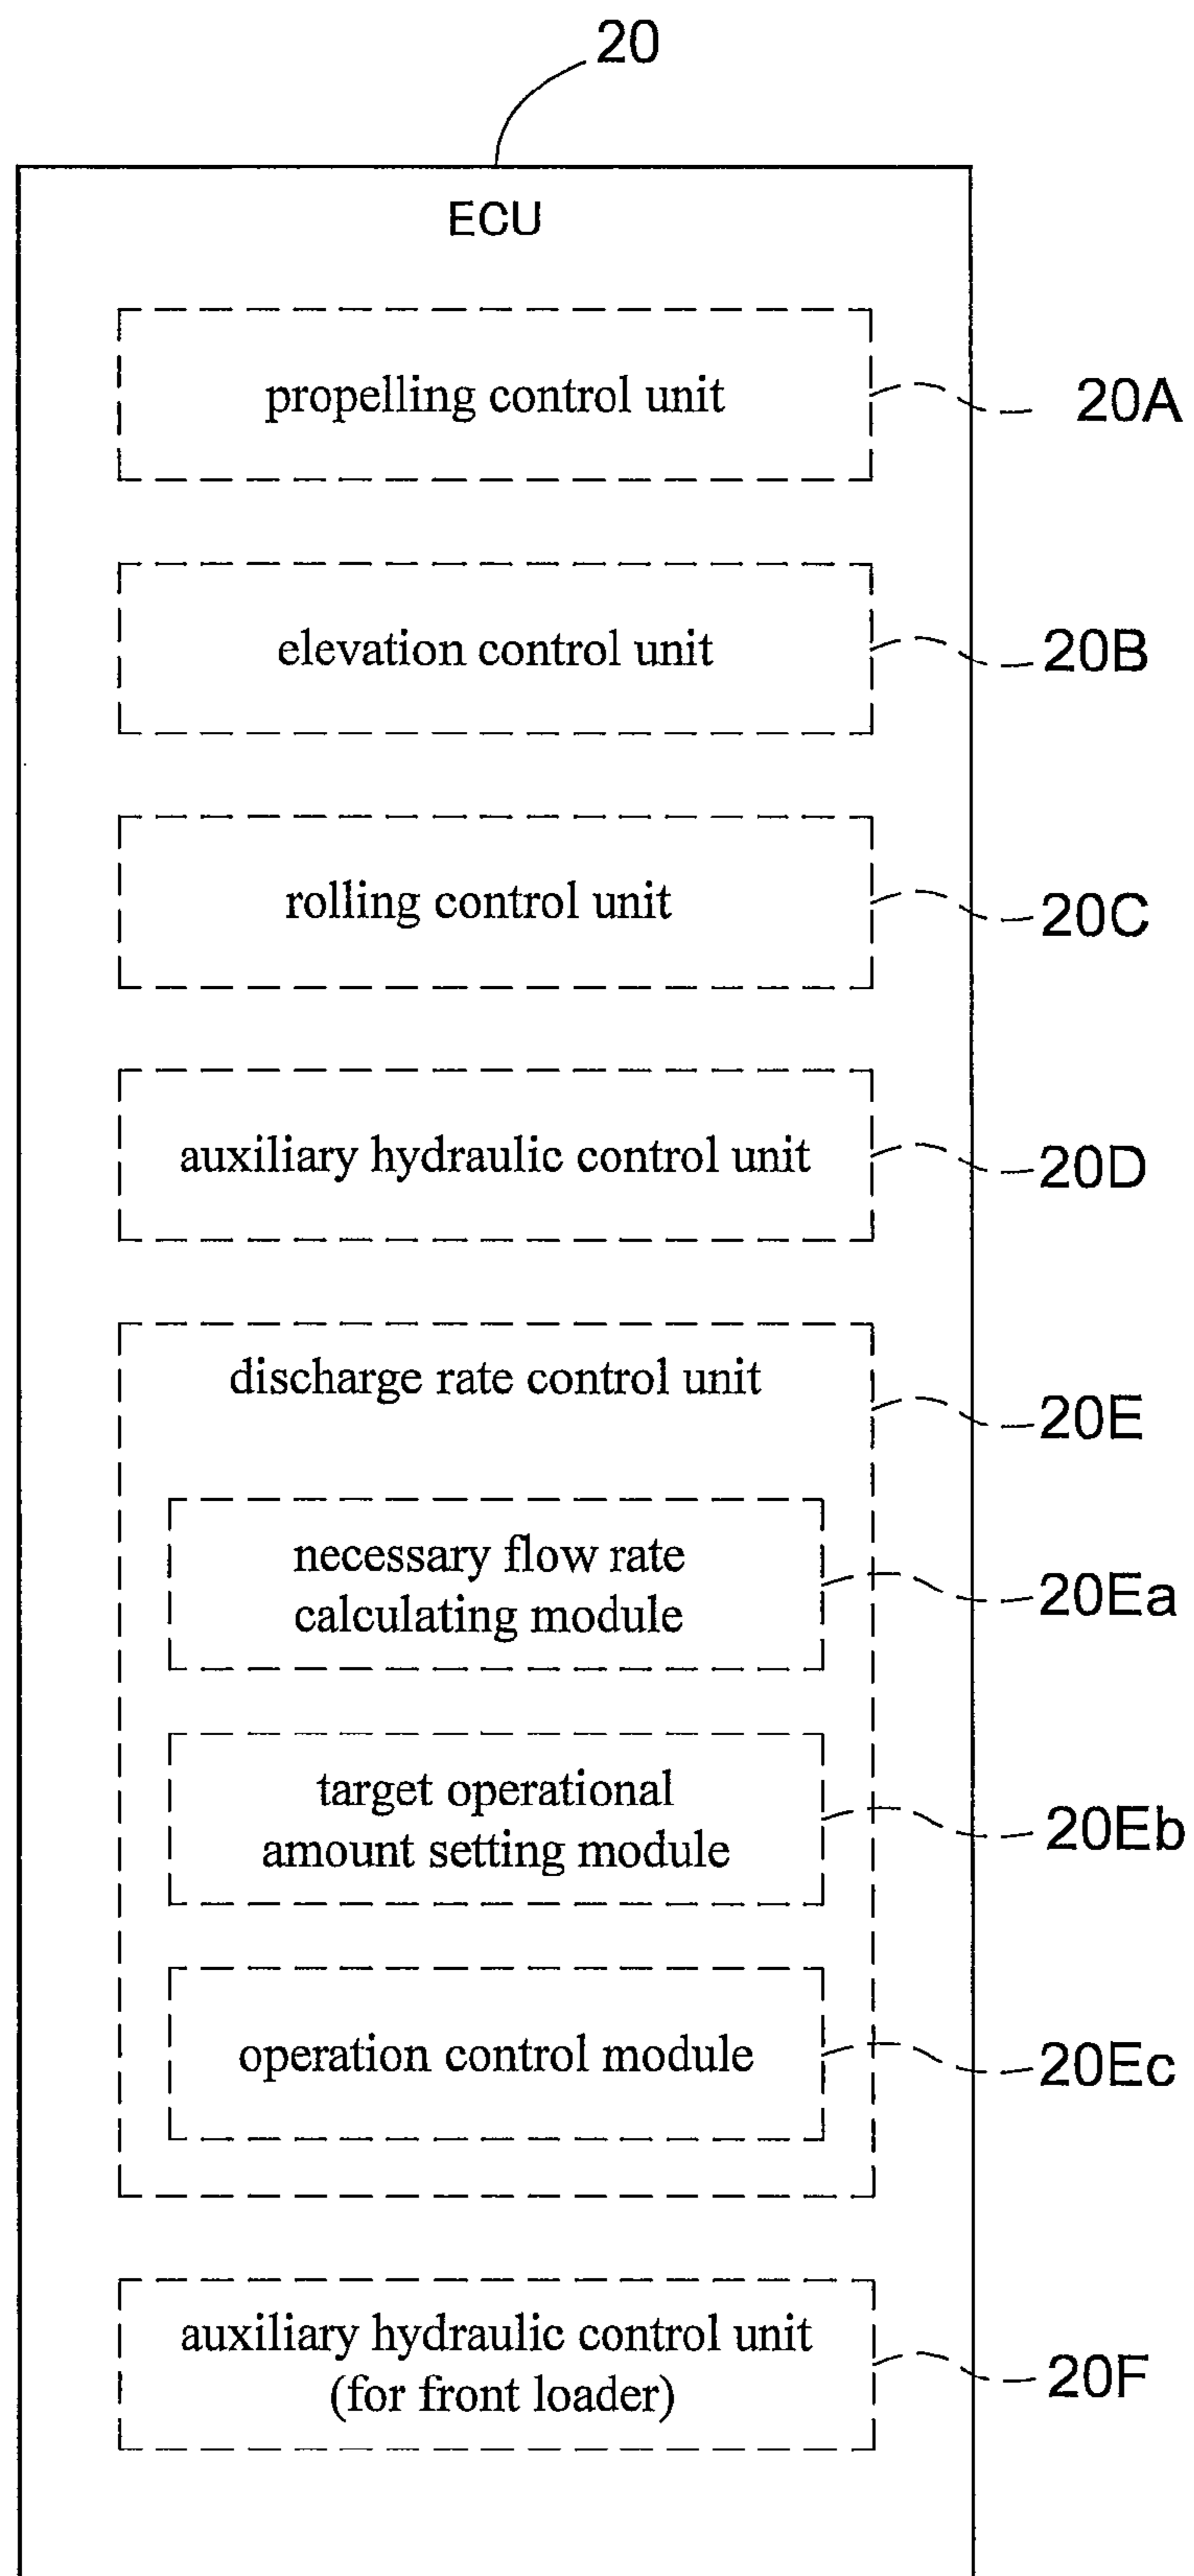 20
ECU
propelling control unit
20A
elevation control unit
20B
rolling control unit
20C
auxiliary hydraulic control unit
20D
discharge rate control unit
20E
necessary flow rate
calculating module
20Ea
target operational
amount setting module
20Eb
operation control module
20Ec
auxiliary hydraulic control unit
(for front loader)
20F